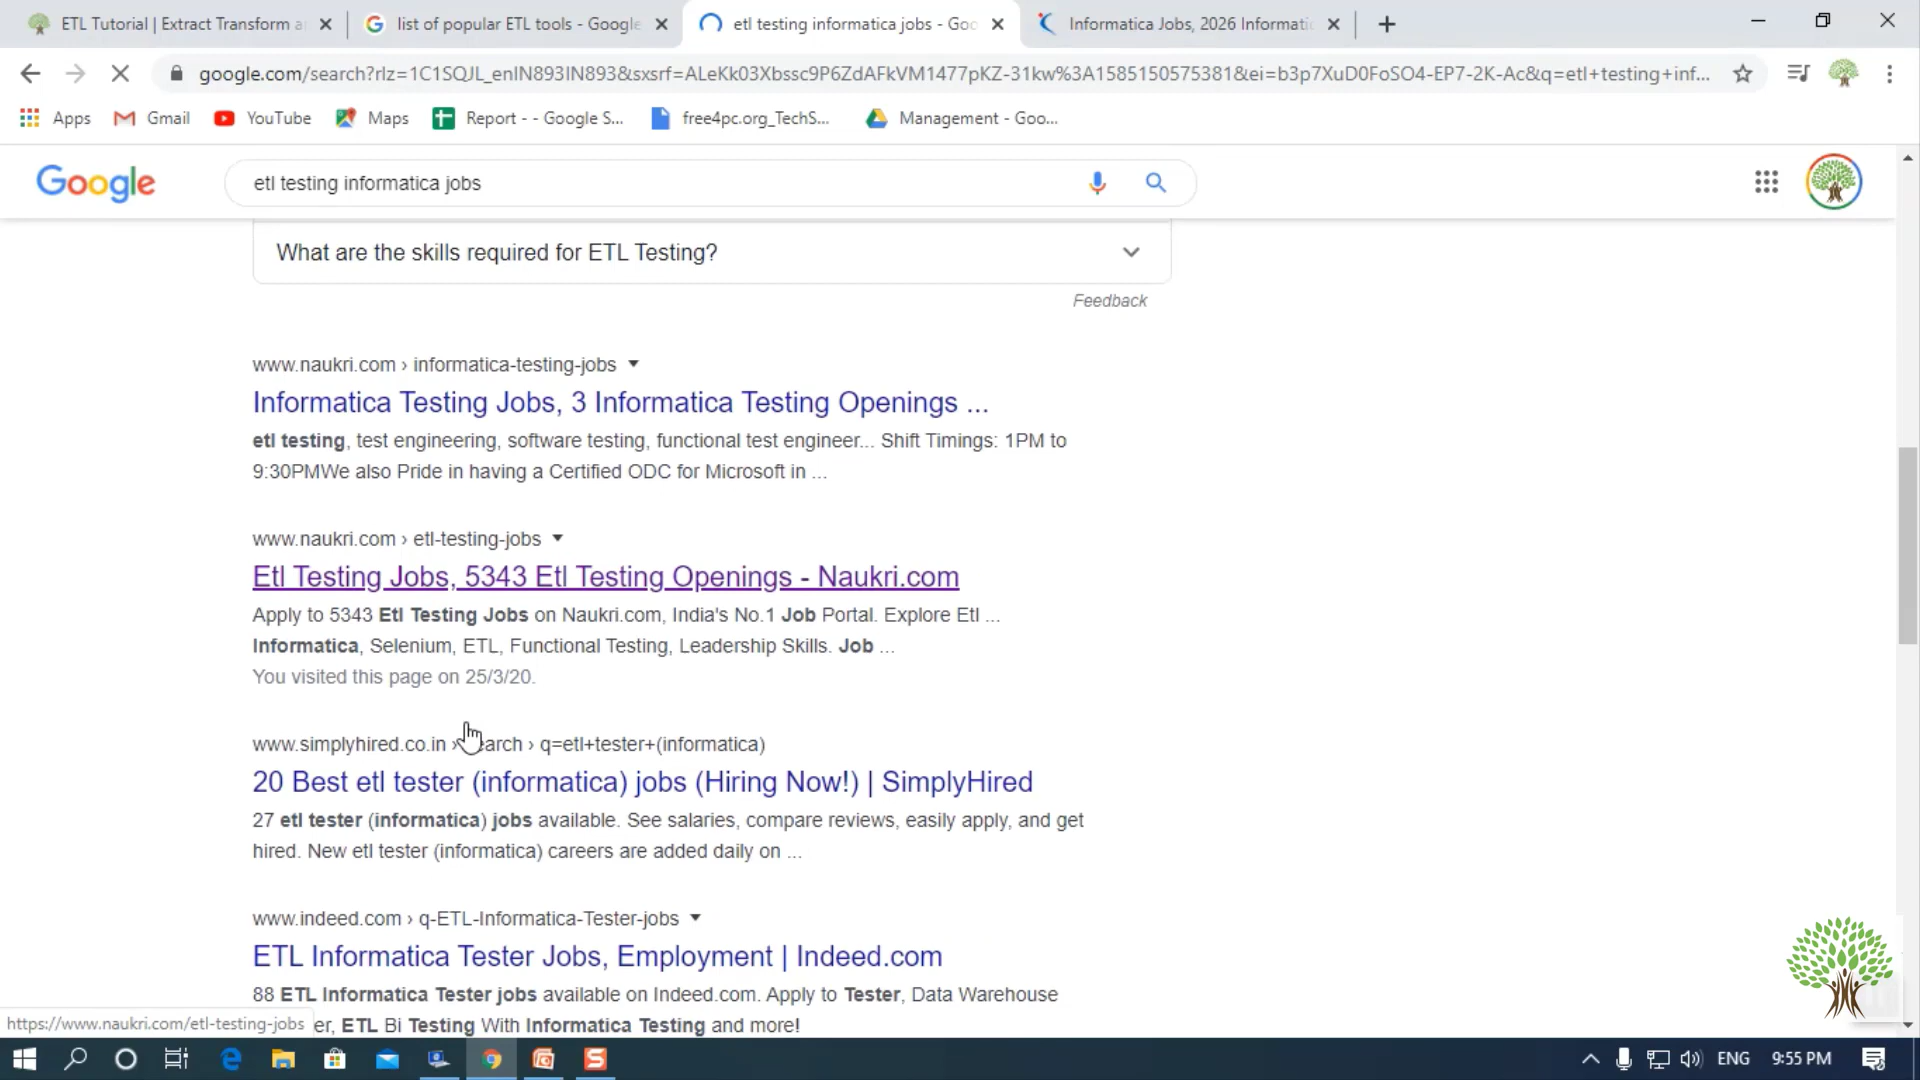 ETL Tutorial | Extract Transform a
list of popular ETL tools - Google
etl testing informatica jobs - Goo
Informatica Jobs, 2026 Informati
google.com/search?rlz=1C1SQJL_enIN893IN893&sxsrf=ALeKk03Xbssc9P6ZdAFkVM1477pKZ-31kw%3A1585150575381&ei=b3p7XuD0FoSO4-EP7-2K-Ac&q=etl+testing+inf...
Apps
Gmail
YouTube
Maps
Report - - Google S...
free4pc.org_TechS...
Management - Goo...
Google
etl testing informatica jobs
What are the skills required for ETL Testing?
Feedback
www.naukri.com › informatica-testing-jobs
Informatica Testing Jobs, 3 Informatica Testing Openings ...
etl testing, test engineering, software testing, functional test engineer... Shift Timings: 1PM to
9:30PMWe also Pride in having a Certified ODC for Microsoft in ...
www.naukri.com › etl-testing-jobs
Etl Testing Jobs, 5343 Etl Testing Openings - Naukri.com
Apply to 5343 Etl Testing Jobs on Naukri.com, India's No.1 Job Portal. Explore Etl ...
Informatica, Selenium, ETL, Functional Testing, Leadership Skills. Job ...
You visited this page on 25/3/20.
www.simplyhired.co.in › search › q=etl+tester+(informatica)
20 Best etl tester (informatica) jobs (Hiring Now!) | SimplyHired
27 etl tester (informatica) jobs available. See salaries, compare reviews, easily apply, and get
hired. New etl tester (informatica) careers are added daily on ...
www.indeed.com › q-ETL-Informatica-Tester-jobs
ETL Informatica Tester Jobs, Employment | Indeed.com
88 ETL Informatica Tester jobs available on Indeed.com. Apply to Tester, Data Warehouse
er, ETL Bi Testing With Informatica Testing and more!
https://www.naukri.com/etl-testing-jobs
ENG
9:55 PM